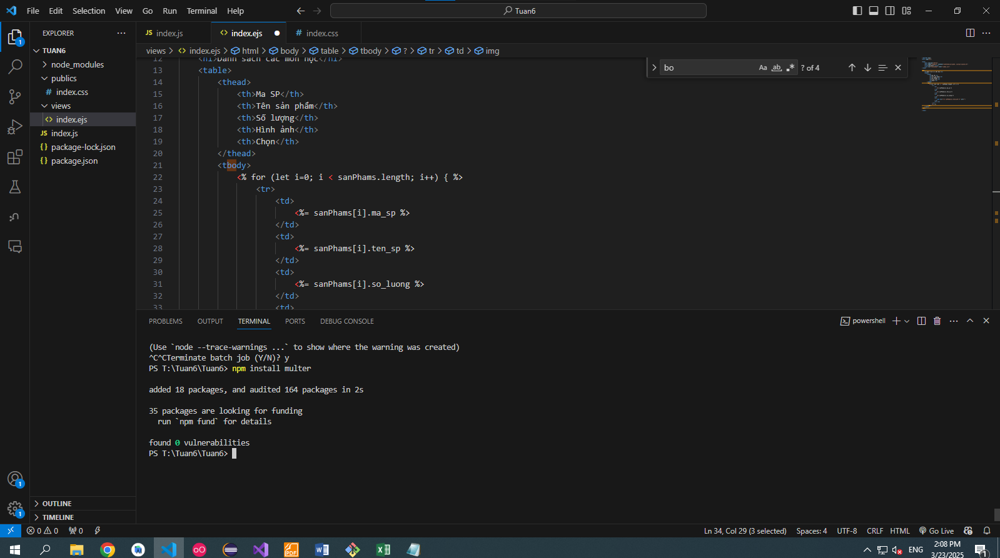 File Edit Selection View Go Run Terminal Help
Tuan6
EXPLORER
TUAN6
node_modules
publics
# index.css
views
<> index.ejs
JS index.js
{} package-lock.json
{} package.json
OUTLINE
TIMELINE
JS index.js
<> index.ejs
# index.css
views > <> index.ejs > html > body > table > tbody > ? > tr > td > img
bo
Aa ab .* ? of 4
13 <table>
14 <thead>
15 <th>Ma SP</th>
16 <th>Tên sản phẩm</th>
17 <th>Số lượng</th>
18 <th>Hình ảnh</th>
19 <th>Chọn</th>
20 </thead>
21 <tbody>
22 <% for (let i=0; i < sanPhams.length; i++) { %>
23 <tr>
24 <td>
25 <%= sanPhams[i].ma_sp %>
26 </td>
27 <td>
28 <%= sanPhams[i].ten_sp %>
29 </td>
30 <td>
31 <%= sanPhams[i].so_luong %>
32 </td>
33 <td>
PROBLEMS OUTPUT TERMINAL PORTS DEBUG CONSOLE
powershell
(Use `node --trace-warnings ...` to show where the warning was created)
^C^CTerminate batch job (Y/N)? y
PS T:\Tuan6\Tuan6> npm install multer
added 18 packages, and audited 164 packages in 2s
35 packages are looking for funding
run `npm fund` for details
found 0 vulnerabilities
PS T:\Tuan6\Tuan6>
0 0 0
Ln 34, Col 29 (3 selected) Spaces: 4 UTF-8 CRLF HTML Go Live
ENG
2:08 PM
3/23/2025